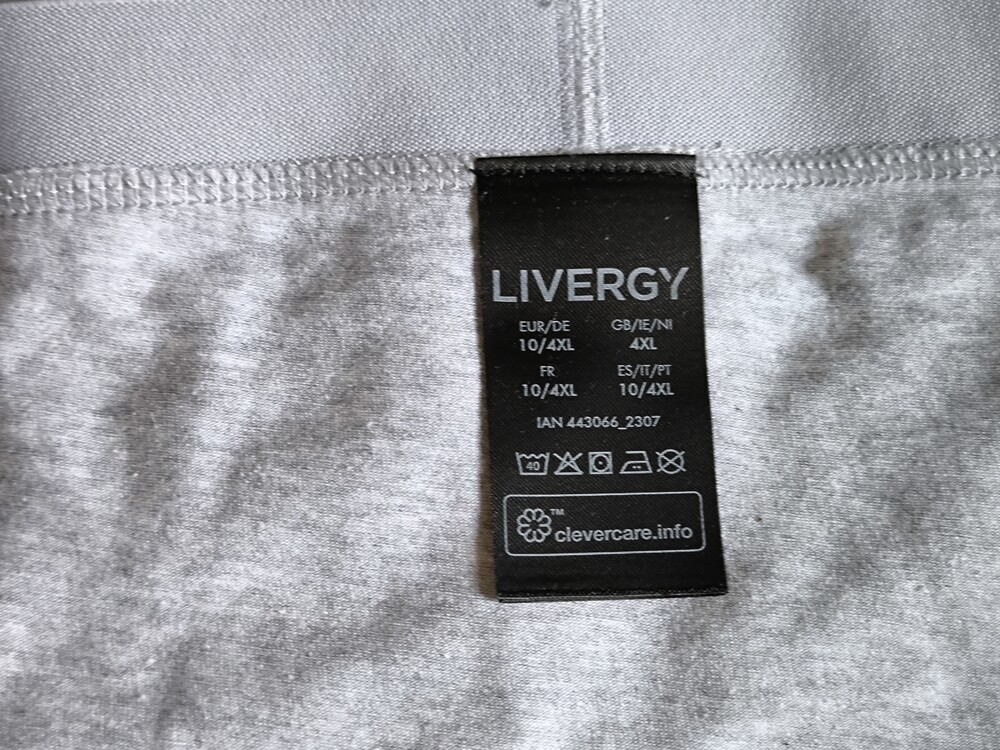 LIVERGY
EUR/DE GB/IE/NI
10/4XL 4XL
FR ES/IT/PT
10/4XL 10/4XL
IAN 443066_2307
40
™
clevercare.info